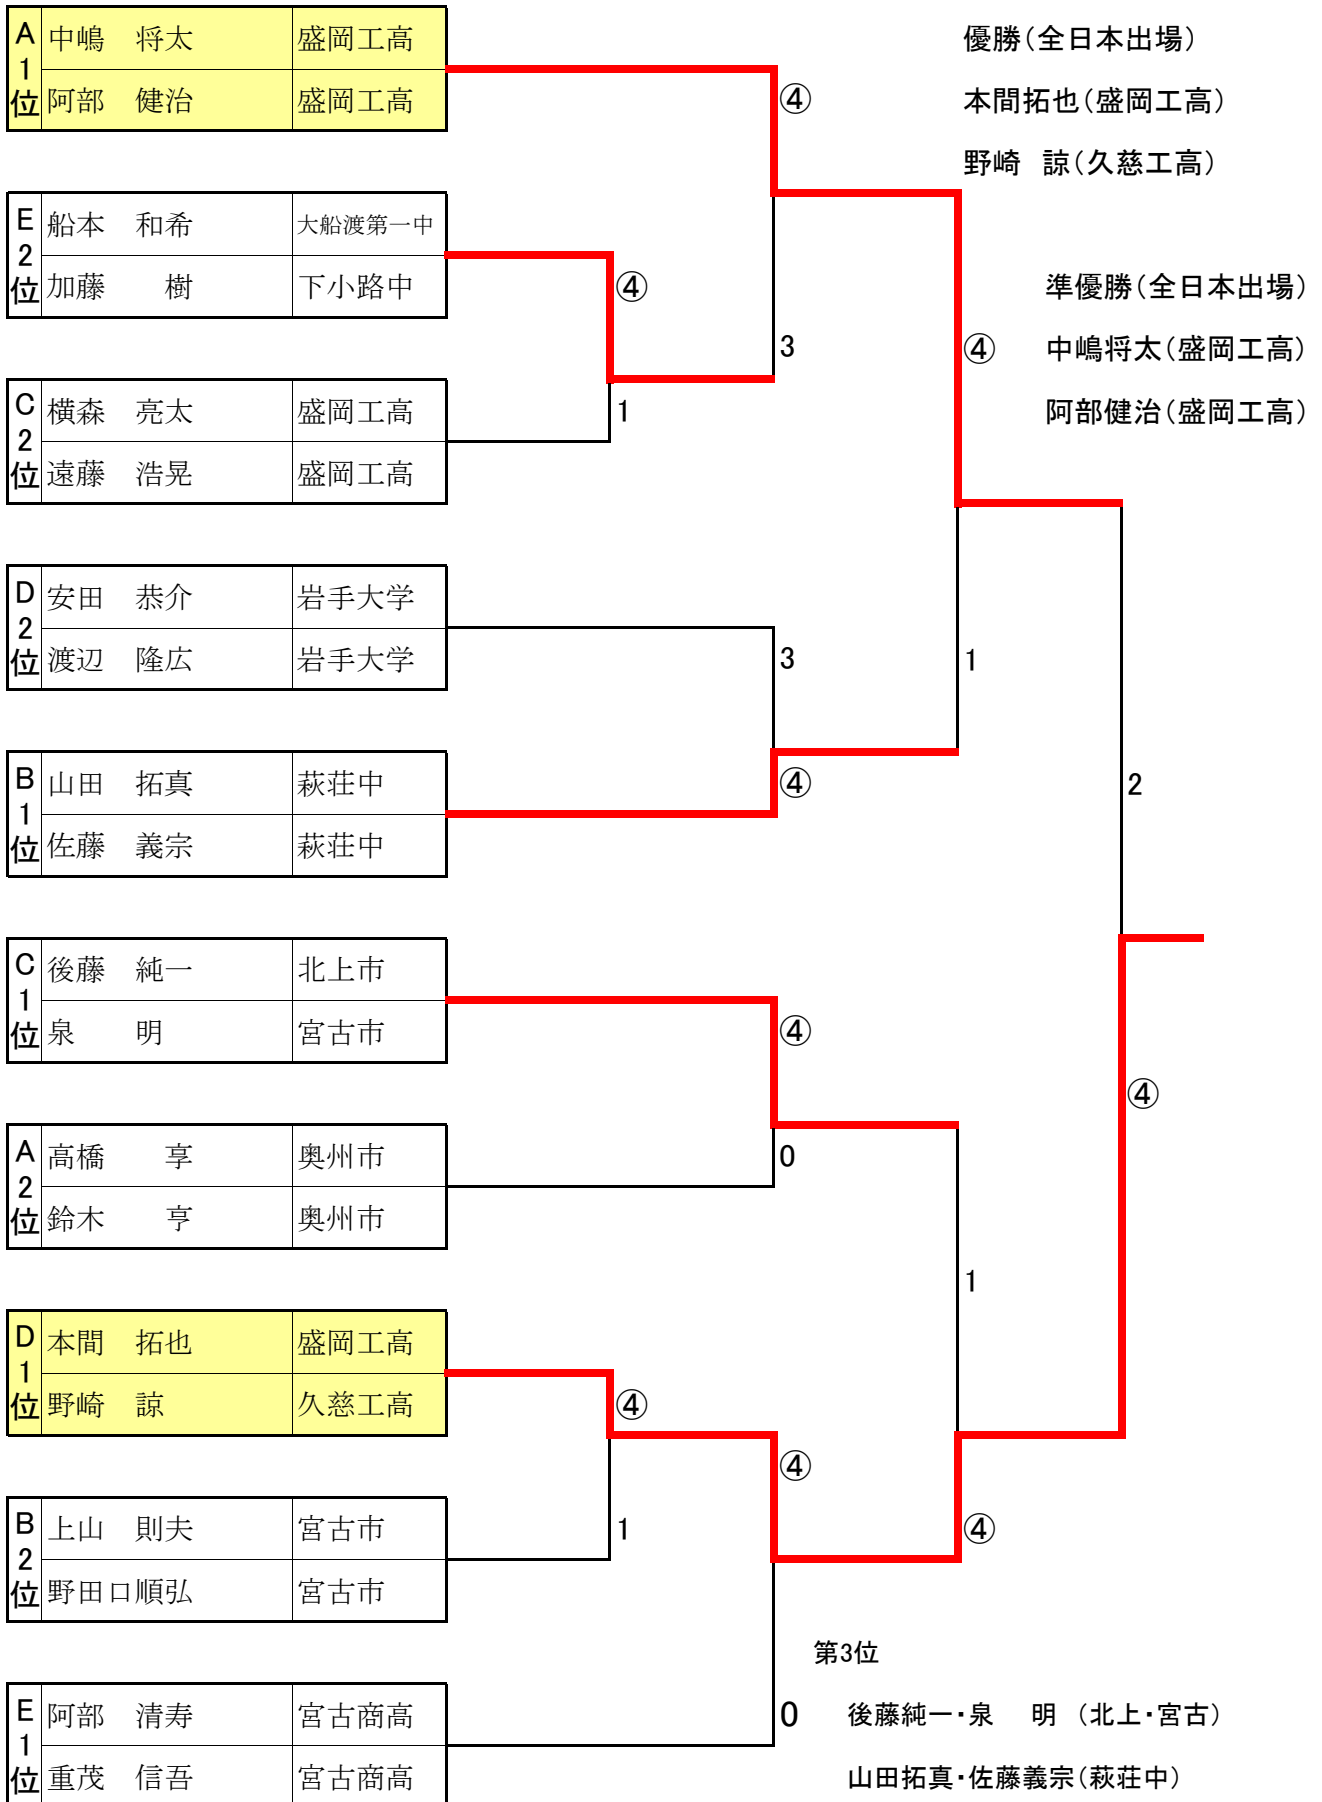 A1位 中嶋　将太 盛岡工高
阿部　健治 盛岡工高
E2位 船本　和希 大船渡第一中
加藤　　樹 下小路中
C2位 横森　亮太 盛岡工高
遠藤　浩晃 盛岡工高
D2位 安田　恭介 岩手大学
渡辺　隆広 岩手大学
B1位 山田　拓真 萩荘中
佐藤　義宗 萩荘中
C1位 後藤　純一 北上市
泉　　明 宮古市
A2位 高橋　　享 奥州市
鈴木　　亨 奥州市
D1位 本間　拓也 盛岡工高
野崎　諒 久慈工高
B2位 上山　則夫 宮古市
野田口順弘 宮古市
E1位 阿部　清寿 宮古商高
重茂　信吾 宮古商高
④
1
④
1
④
3
3
④
④
0
④
0
④
1
1
④
2
④
優勝（全日本出場）
本間拓也（盛岡工高）
野崎　諒（久慈工高）
準優勝（全日本出場）
中嶋将太（盛岡工高）
阿部健治（盛岡工高）
第3位
後藤純一・泉　明　（北上・宮古）
山田拓真・佐藤義宗（萩荘中）